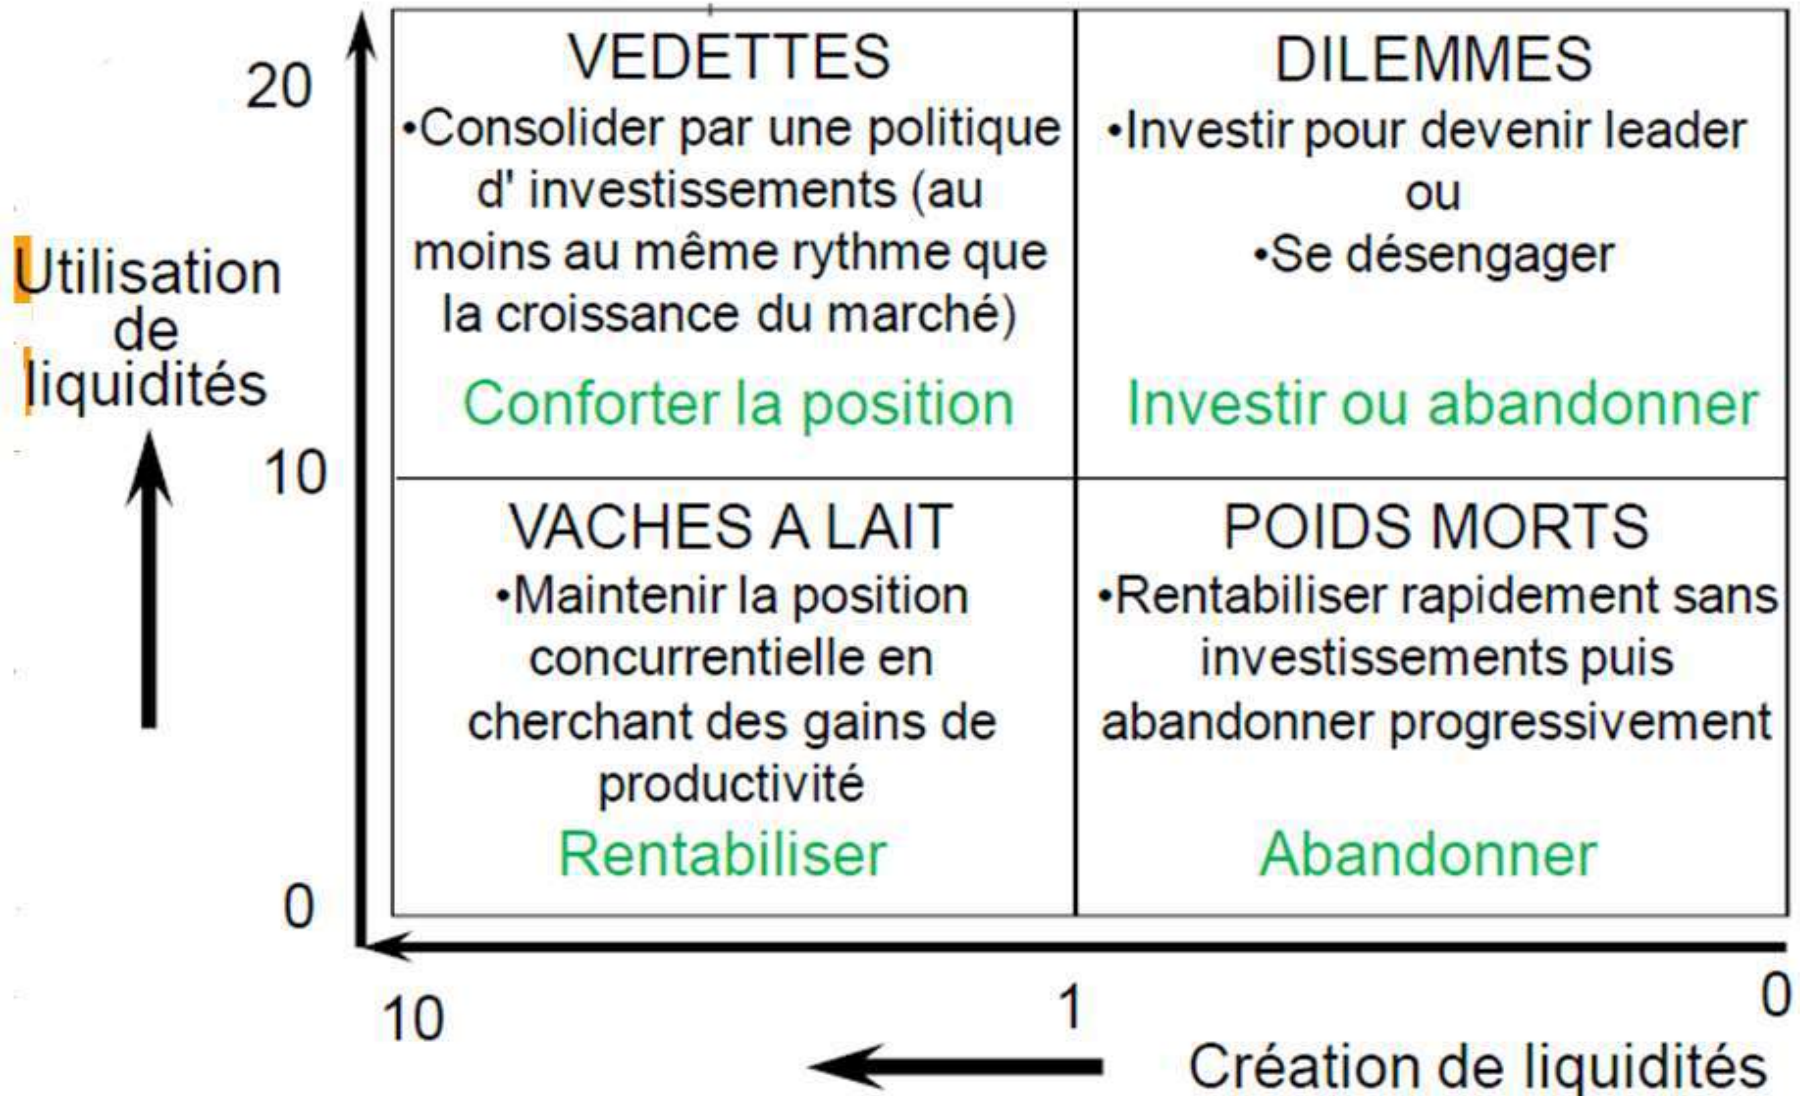 20
VEDETTES
•Consolider par une politique
d' investissements (au
moins au même rythme que
la croissance du marché)
Conforter la position
DILEMMES
•Investir pour devenir leader
ou
•Se désengager
Investir ou abandonner
Utilisation
de
liquidités
10
VACHES A LAIT
•Maintenir la position
concurrentielle en
cherchant des gains de
productivité
Rentabiliser
POIDS MORTS
•Rentabiliser rapidement sans
investissements puis
abandonner progressivement
Abandonner
0
10
1
0
Création de liquidités